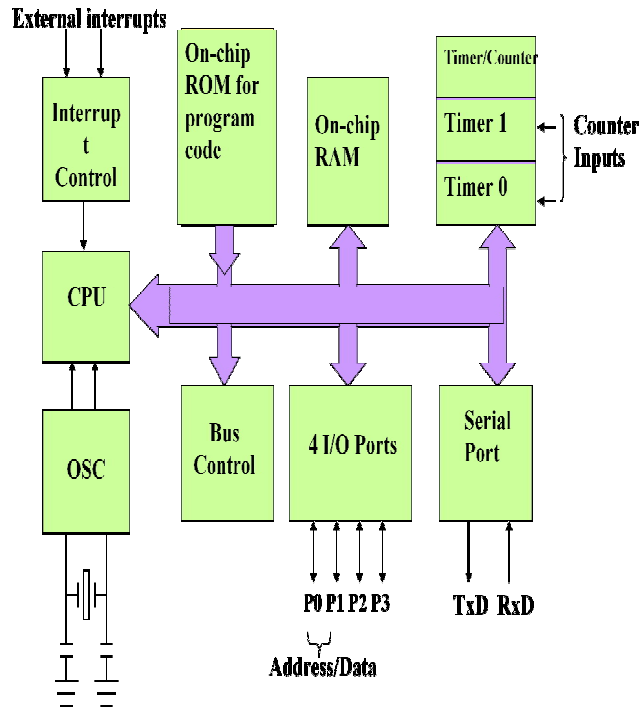 External interrupts
Interrup
t
Control
On-chip
ROM for
program
code
On-chip
RAM
Timer/Counter
Timer 1
Timer 0
Counter
Inputs
CPU
OSC
Bus
Control
4 I/O Ports
Serial
Port
P0 P1 P2 P3
Address/Data
TxD RxD